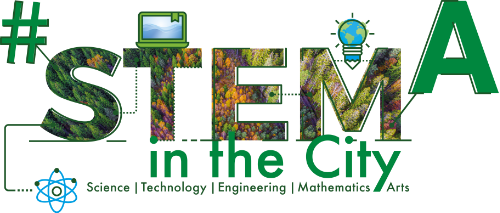 #STEMA
in the City
Science | Technology | Engineering | Mathematics Arts